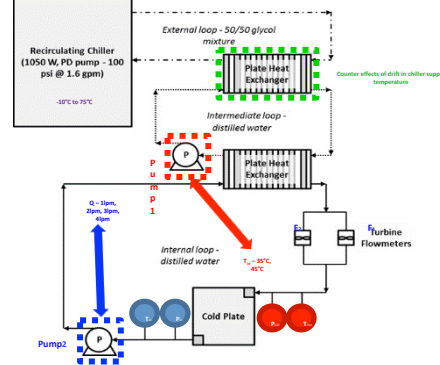 External loop - 50/50 glycol
mixture
Recirculating Chiller
(1050 W, PD pump - 100
psi @ 1.6 gpm)
-10°C to 75°C
Plate Heat
Exchanger
Counter effects of drift in chiller supp
temperature
Intermediate loop -
distilled water
P
Plate Heat
Exchanger
P
u
m
p
1
Q – 1lpm,
2lpm, 3lpm,
4lpm
Turbine
Flowmeters
Internal loop -
distilled water
– 35°C,
45°C
Cold Plate
P
Pump2